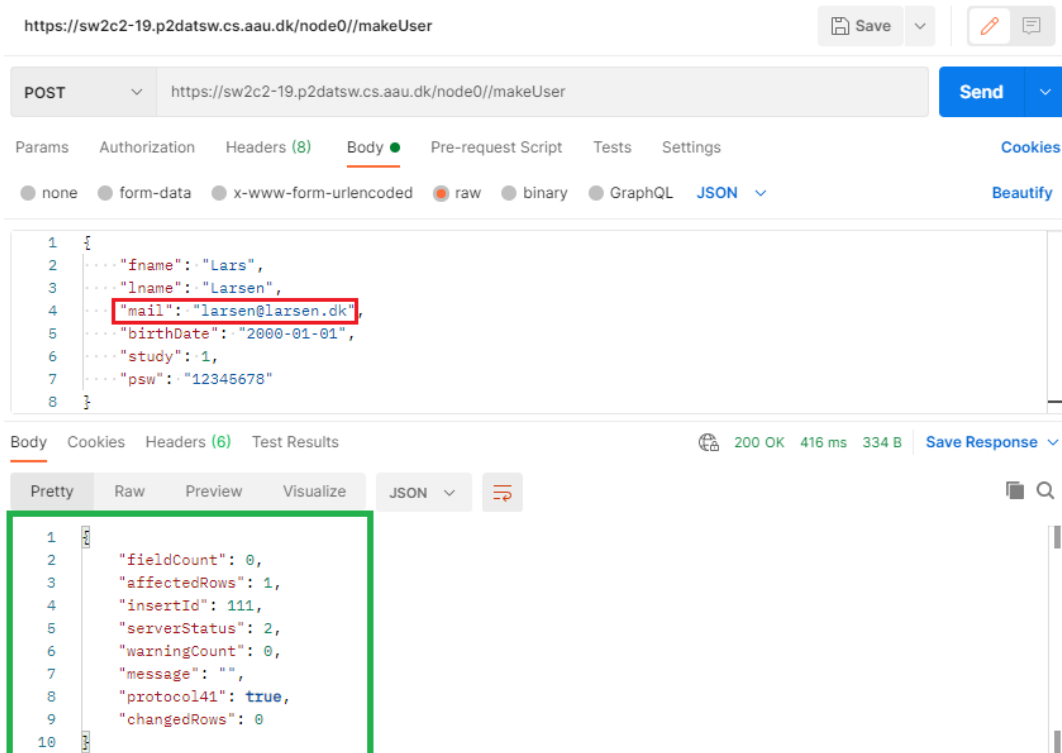 https://sw2c2-19.p2datsw.cs.aau.dk/node0//makeUser Save
POST https://sw2c2-19.p2datsw.cs.aau.dk/node0//makeUser Send
Params Authorization Headers (8) Body Pre-request Script Tests Settings Cookies
none form-data x-www-form-urlencoded raw binary GraphQL JSON Beautify
1 {
2 "fname": "Lars",
3 "lname": "Larsen",
4 "mail": "larsen@larsen.dk",
5 "birthDate": "2000-01-01",
6 "study": 1,
7 "psw": "12345678"
8 }
Body Cookies Headers (6) Test Results 200 OK 416 ms 334 B Save Response
Pretty Raw Preview Visualize JSON
1 {
2 "fieldCount": 0,
3 "affectedRows": 1,
4 "insertId": 111,
5 "serverStatus": 2,
6 "warningCount": 0,
7 "message": "",
8 "protocol41": true,
9 "changedRows": 0
10 }